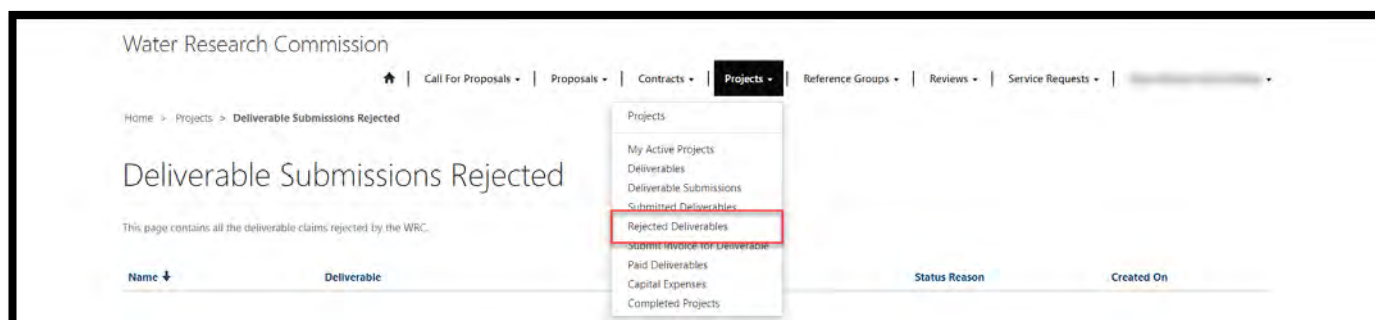 Water Research Commission
Call For Proposals | Proposals | Contracts | Projects | Reference Groups | Reviews | Service Requests |
Home > Projects > Deliverable Submissions Rejected
Deliverable Submissions Rejected
This page contains all the deliverable claims rejected by the WRC.
Projects
My Active Projects
Deliverables
Deliverable Submissions
Submitted Deliverables
Rejected Deliverables
Submit Invoice for Deliverable
Paid Deliverables
Capital Expenses
Completed Projects
Name Deliverable Status Reason Created On